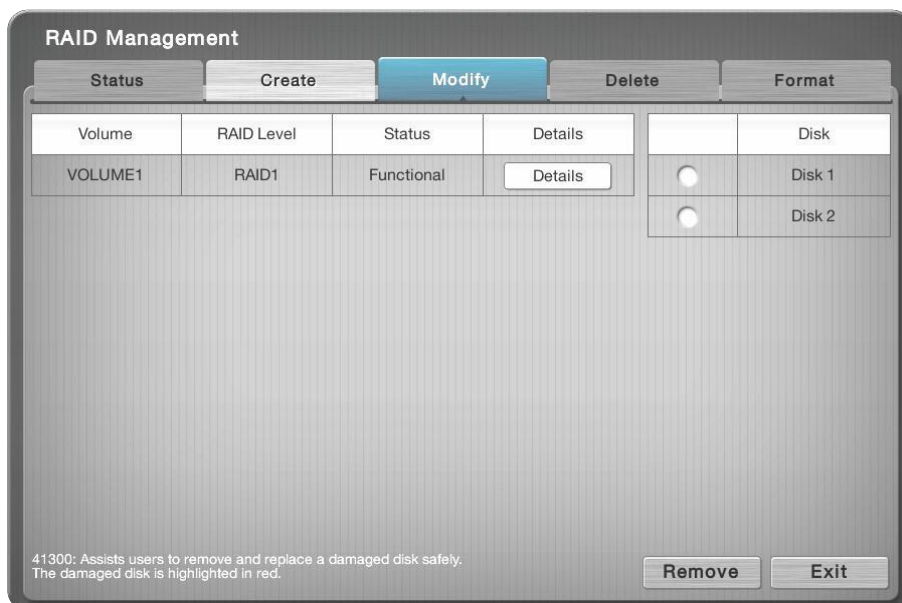 RAID Management
Status Create Modify Delete Format
Volume RAID Level Status Details Disk
VOLUME1 RAID1 Functional Details Disk 1
Disk 2
41300: Assists users to remove and replace a damaged disk safely.
The damaged disk is highlighted in red.
Remove Exit